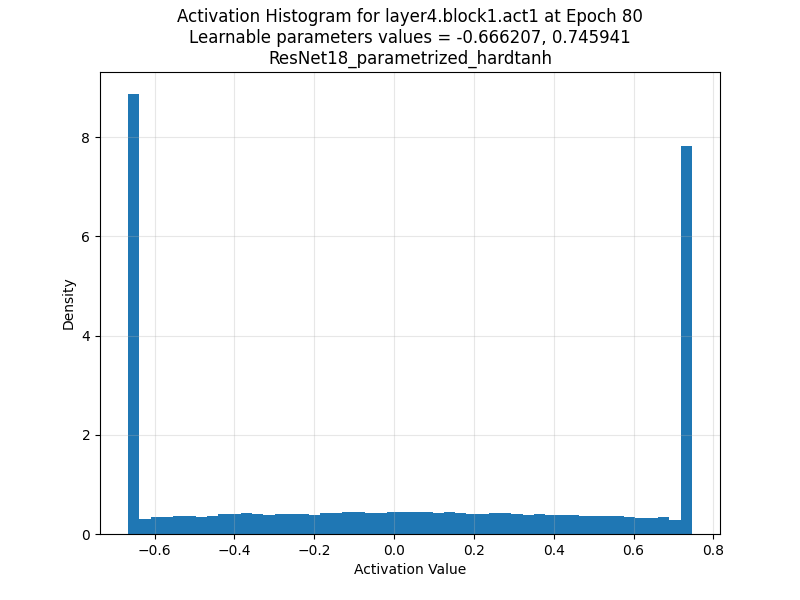 Activation Histogram for layer4.block1.act1 at Epoch 80
Learnable parameters values = -0.666207, 0.745941
ResNet18_parametrized_hardtanh
Density
8
6
4
2
0
−0.6 −0.4 −0.2 0.0 0.2 0.4 0.6 0.8
Activation Value